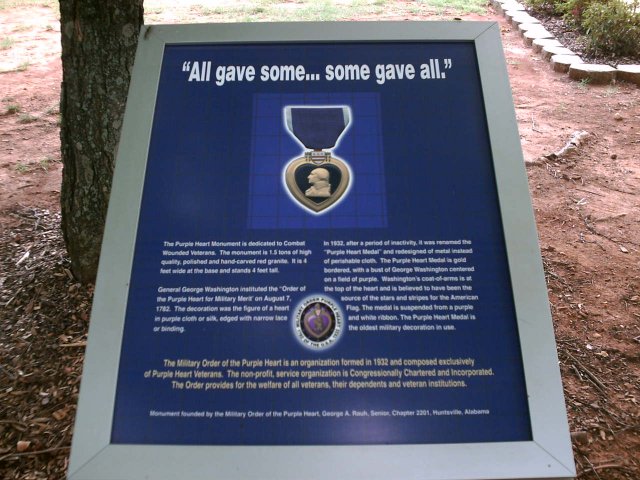 "All gave some... some gave all."
The Purple Heart Monument is dedicated to Combat
Wounded Veterans. The monument is 1.5 tons of high
quality, polished and hand-carved red granite. It is 4
feet wide at the base and stands 4 feet tall.
General George Washington instituted the "Order of
the Purple Heart for Military Merit" on August 7,
1782. The decoration was the figure of a heart
in purple cloth or silk, edged with narrow lace
or binding.
In 1932, after a period of inactivity, it was renamed the
"Purple Heart Medal" and redesigned of metal instead
of perishable cloth. The Purple Heart Medal is gold
bordered, with a bust of George Washington centered
on a field of purple. Washington's coat-of-arms is at
the top of the heart and is believed to have been the
source of the stars and stripes for the American
Flag. The medal is suspended from a purple
and white ribbon. The Purple Heart Medal is
the oldest military decoration in use.
MILITARY ORDER PURPLE HEART
OF THE U.S.A.
The Military Order of the Purple Heart is an organization formed in 1932 and composed exclusively
of Purple Heart Veterans. The non-profit, service organization is Congressionally Chartered and Incorporated.
The Order provides for the welfare of all veterans, their dependents and veteran institutions.
Monument founded by the Military Order of the Purple Heart, George A. Rauh, Senior, Chapter 2201, Huntsville, Alabama